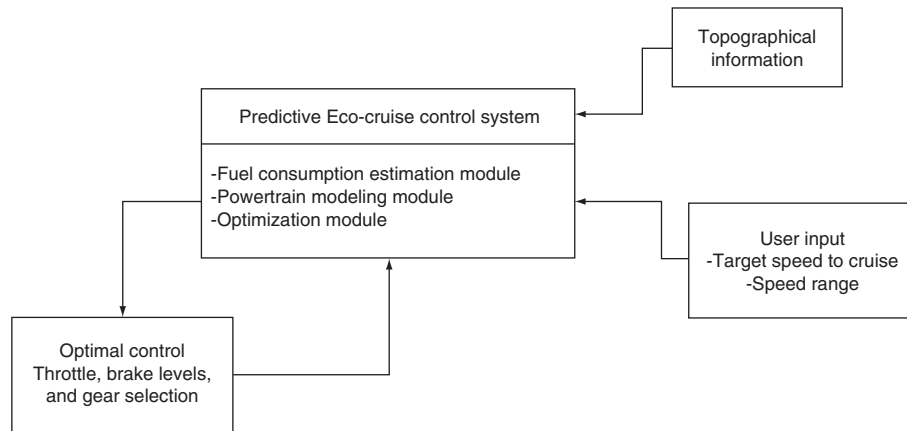 Topographical
information
Predictive Eco-cruise control system
-Fuel consumption estimation module
-Powertrain modeling module
-Optimization module
User input
-Target speed to cruise
-Speed range
Optimal control
Throttle, brake levels,
and gear selection